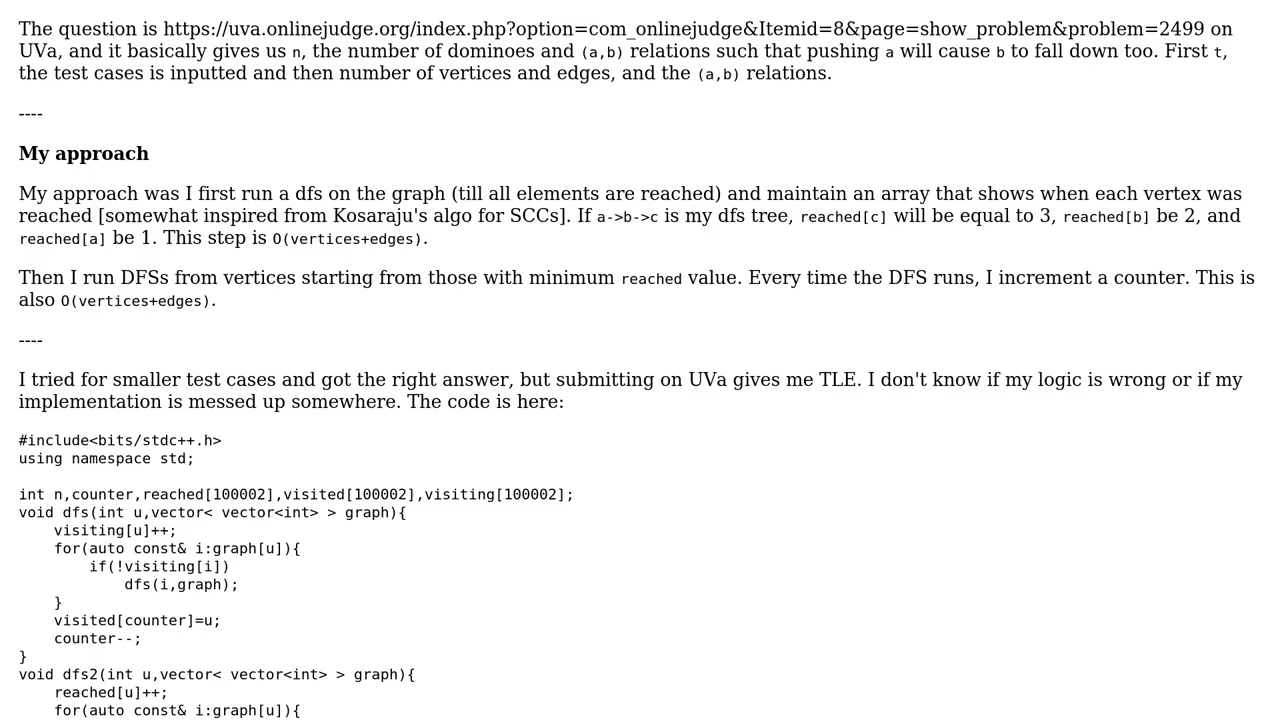 The question is https://uva.onlinejudge.org/index.php?option=com_onlinejudge&Itemid=8&page=show_problem&problem=2499 on
UVa, and it basically gives us n, the number of dominoes and (a,b) relations such that pushing a will cause b to fall down too. First t,
the test cases is inputted and then number of vertices and edges, and the (a,b) relations.
----
My approach
My approach was I first run a dfs on the graph (till all elements are reached) and maintain an array that shows when each vertex was
reached [somewhat inspired from Kosaraju's algo for SCCs]. If a->b->c is my dfs tree, reached[c] will be equal to 3, reached[b] be 2, and
reached[a] be 1. This step is O(vertices+edges).
Then I run DFSs from vertices starting from those with minimum reached value. Every time the DFS runs, I increment a counter. This is
also O(vertices+edges).
----
I tried for smaller test cases and got the right answer, but submitting on UVa gives me TLE. I don't know if my logic is wrong or if my
implementation is messed up somewhere. The code is here:
#include<bits/stdc++.h>
using namespace std;
int n,counter,reached[100002],visited[100002],visiting[100002];
void dfs(int u,vector< vector<int> > graph){
    visiting[u]++;
    for(auto const& i:graph[u]){
        if(!visiting[i])
            dfs(i,graph);
    }
    visited[counter]=u;
    counter--;
}
void dfs2(int u,vector< vector<int> > graph){
    reached[u]++;
    for(auto const& i:graph[u]){